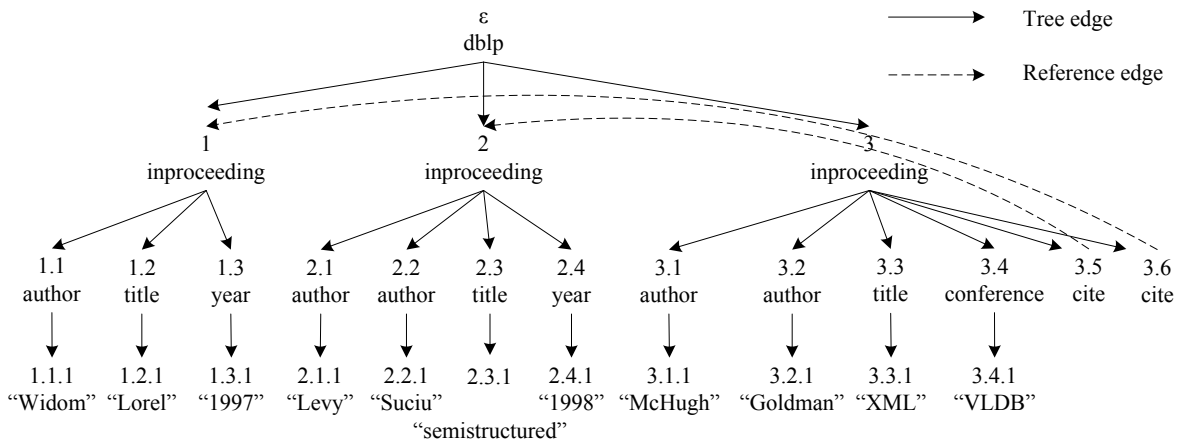 ε
dblp
Tree edge
Reference edge
1 2 3
inproceeding inproceeding inproceeding
1.1 1.2 1.3 2.1 2.2 2.3 2.4 3.1 3.2 3.3 3.4 3.5 3.6
author title year author author title year author author title conference cite cite
1.1.1 1.2.1 1.3.1 2.1.1 2.2.1 2.3.1 2.4.1 3.1.1 3.2.1 3.3.1 3.4.1
“Widom” “Lorel” “1997” “Levy” “Suciu” “1998” “McHugh” “Goldman” “XML” “VLDB”
“semistructured”